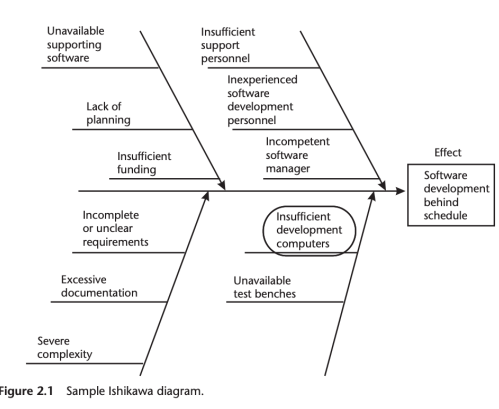 Unavailable
supporting
software
Lack of
planning
Insufficient
funding
Insufficient
support
personnel
Inexperienced
software
development
personnel
Incompetent
software
manager
Effect
Software
development
behind
schedule
Incomplete
or unclear
requirements
Excessive
documentation
Severe
complexity
Insufficient
development
computers
Unavailable
test benches
Figure 2.1 Sample Ishikawa diagram.